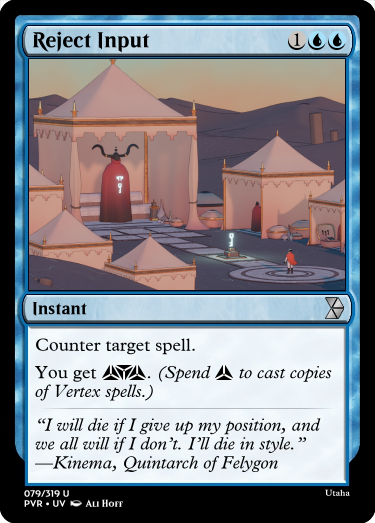 Reject Input 1
Instant
Counter target spell.
You get . (Spend to cast copies
of Vertex spells.)
“I will die if I give up my position, and
we all will if I don’t. I’ll die in style.”
—Kinema, Quintarch of Felygon
079/319 U
Utaha
PVR • UV Ali Hoff